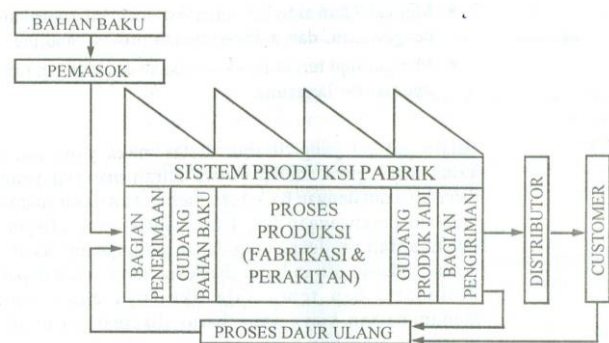 BAHAN BAKU
PEMASOK
SISTEM PRODUKSI PABRIK
BAGIAN
PENERIMAAN
GUDANG
BAHAN BAKU
PROSES
PRODUKSI
(FABRIKASI &
PERAKITAN)
GUDANG
PRODUK JADI
BAGIAN
PENGIRIMAN
DISTRIBUTOR
CUSTOMER
PROSES DAUR ULANG